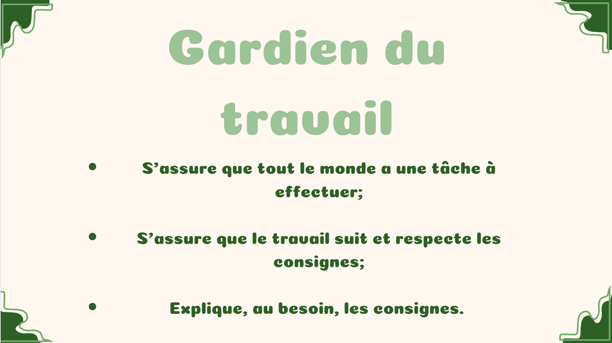 Gardien du
travail
• S'assure que tout le monde a une tâche à
effectuer;
• S'assure que le travail suit et respecte les
consignes;
• Explique, au besoin, les consignes.